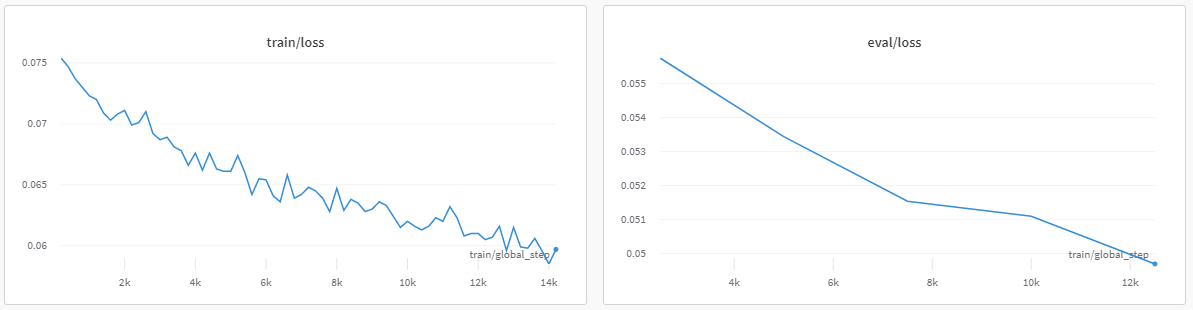 train/loss
0.075
0.07
0.065
0.06
train/global_step
2k 4k 6k 8k 10k 12k 14k
eval/loss
0.055
0.054
0.053
0.052
0.051
0.05
train/global_step
4k 6k 8k 10k 12k